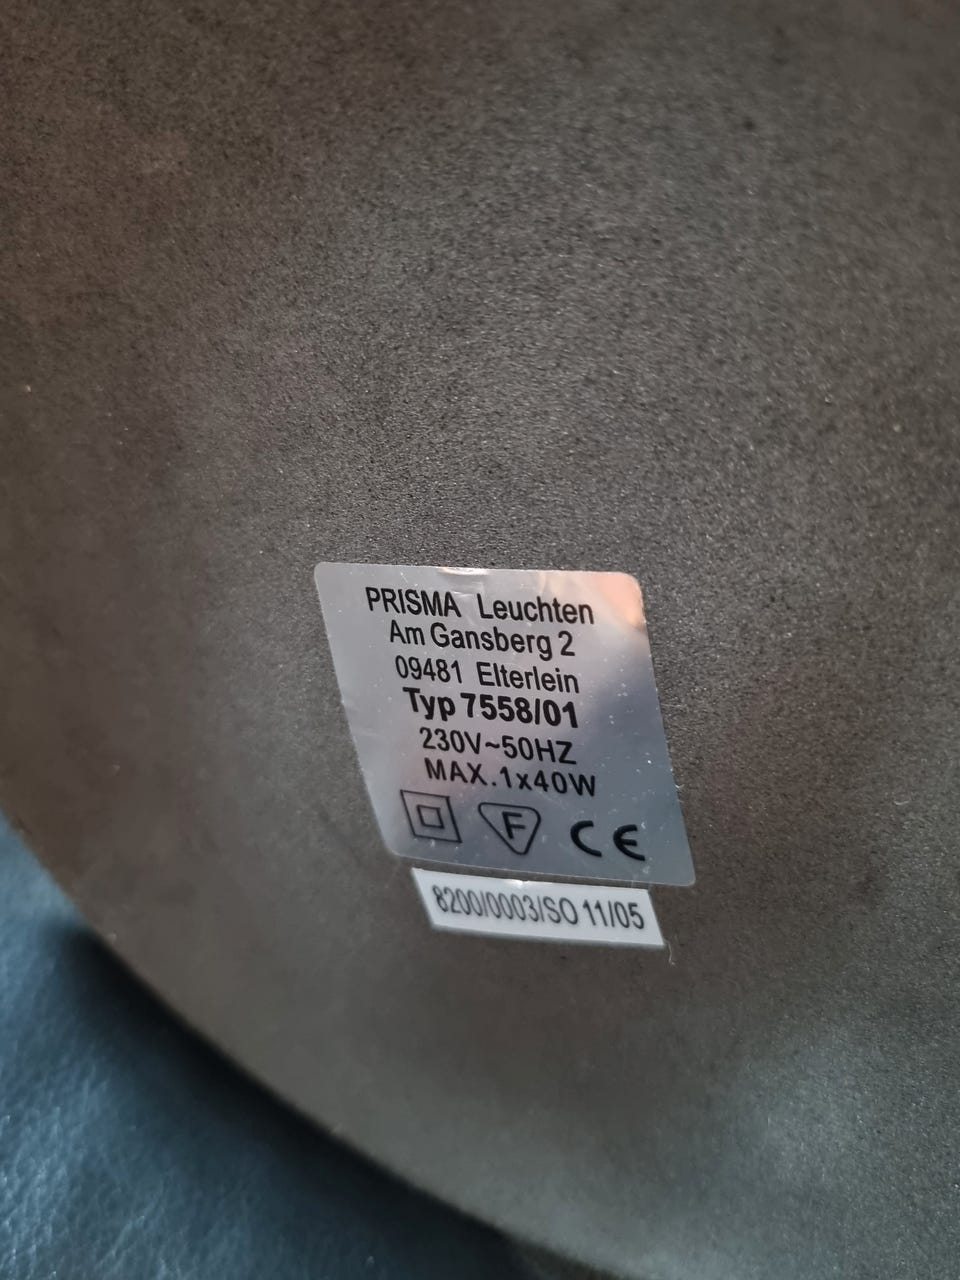 PRISMA Leuchten
Am Gansberg 2
09481 Elterlein
Typ 7558/01
230V~50HZ
MAX.1x40W
F CE
8200/0003/SO 11/05